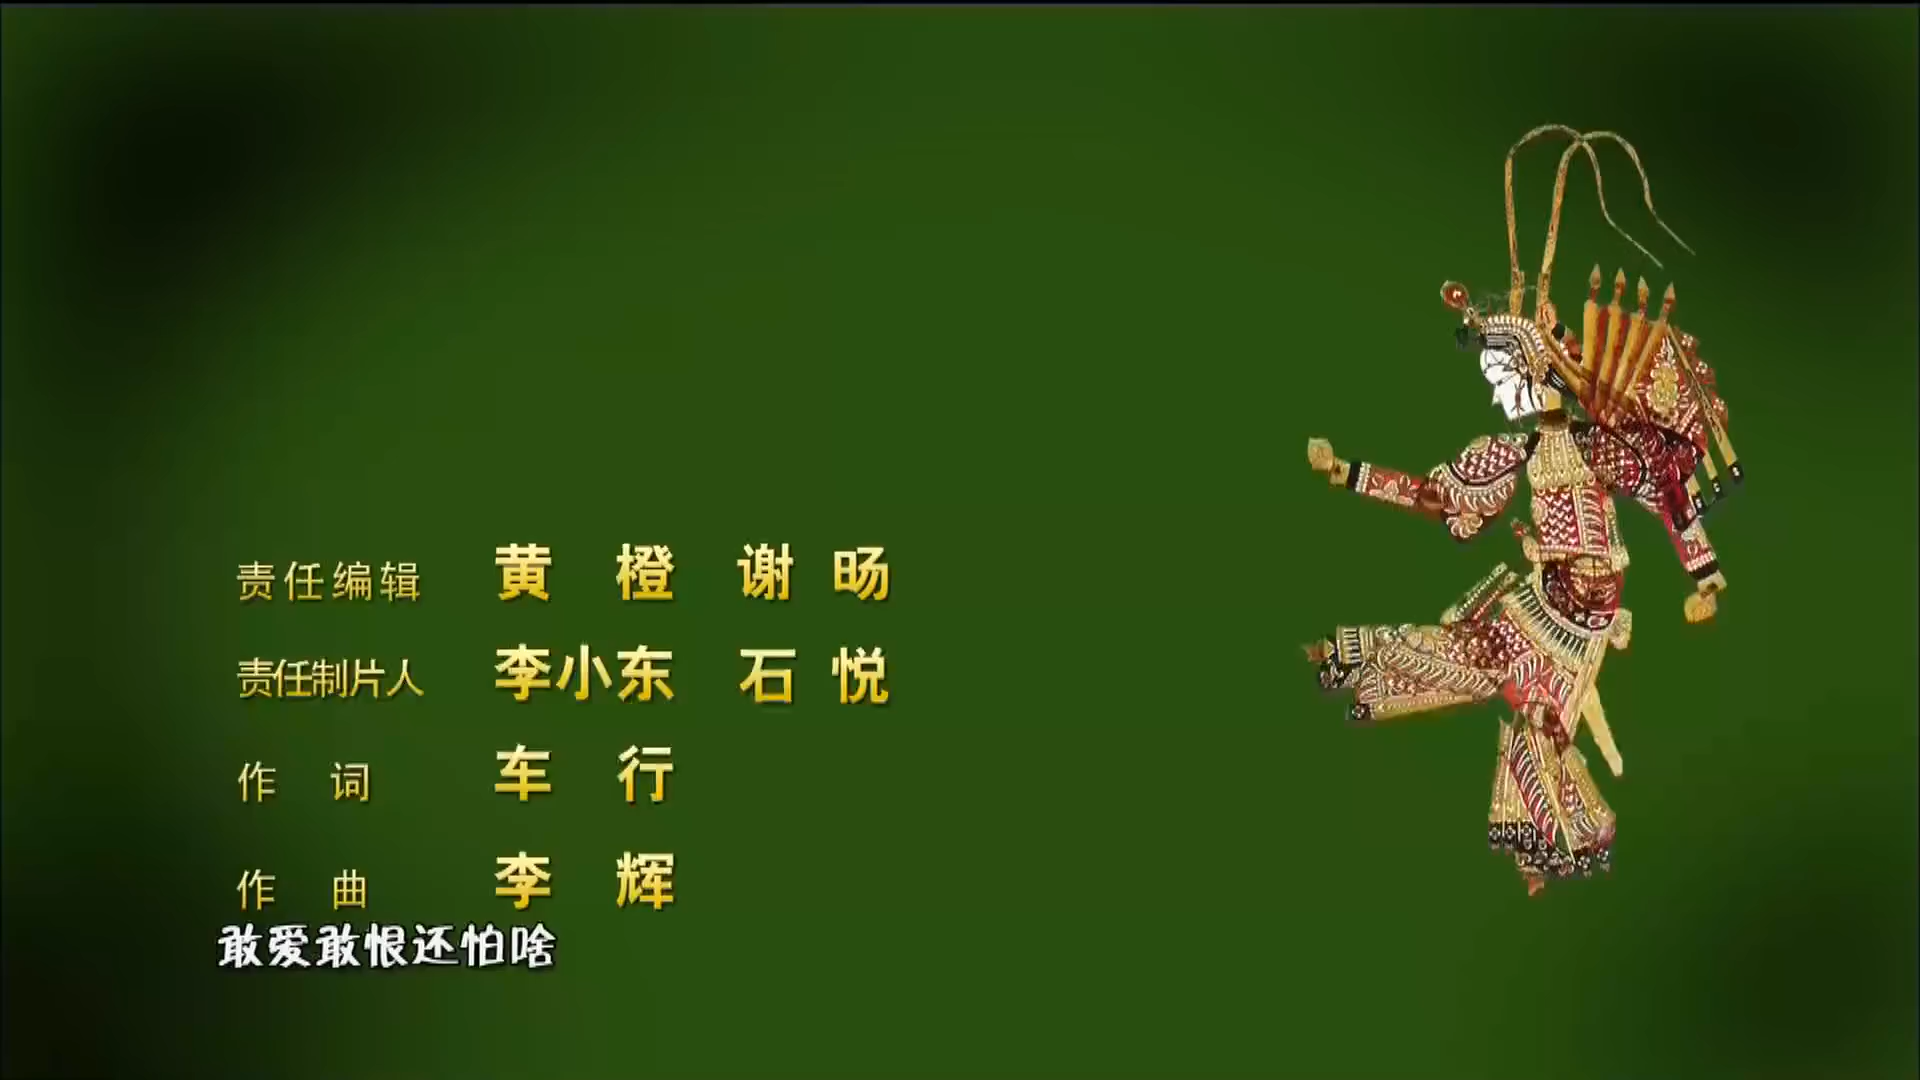 责任编辑 黄橙 谢旸
责任制片人 李小东 石悦
作词 车行
作曲 李辉
敢爱敢恨还怕啥